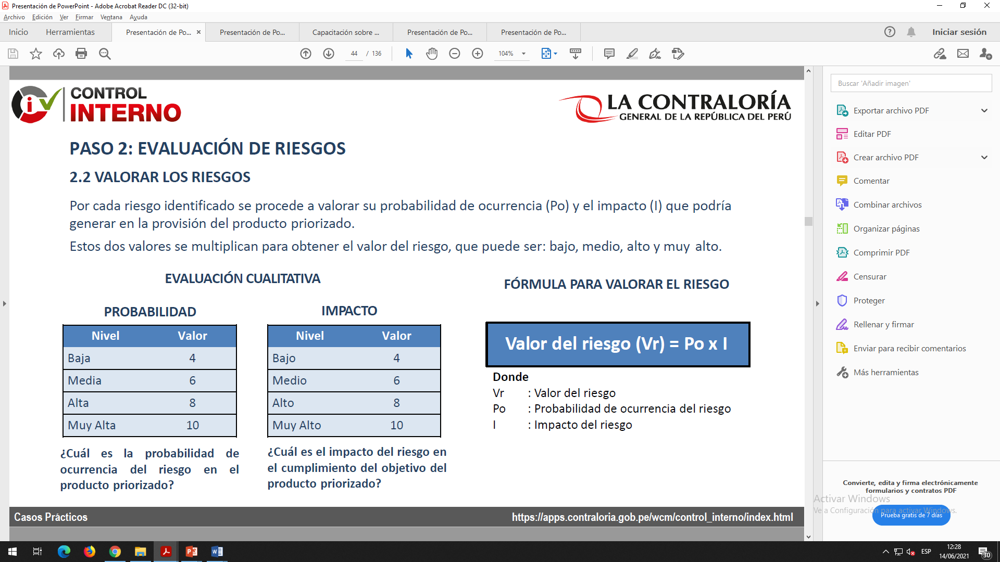 Presentación de PowerPoint - Adobe Acrobat Reader DC (32-bit)
Archivo Edición Ver Firmar Ventana Ayuda
Inicio Herramientas Presentación de Po... × Presentación de Po... Capacitación sobre ... Presentación de Po... Presentación de Po... Iniciar sesión
44 / 136 104%
CONTROL
INTERNO
LA CONTRALORÍA
GENERAL DE LA REPÚBLICA DEL PERÚ
PASO 2: EVALUACIÓN DE RIESGOS
2.2 VALORAR LOS RIESGOS
Por cada riesgo identificado se procede a valorar su probabilidad de ocurrencia (Po) y el impacto (I) que podría
generar en la provisión del producto priorizado.
Estos dos valores se multiplican para obtener el valor del riesgo, que puede ser: bajo, medio, alto y muy alto.
EVALUACIÓN CUALITATIVA
PROBABILIDAD
Nivel Valor
Baja 4
Media 6
Alta 8
Muy Alta 10
¿Cuál es la probabilidad de
ocurrencia del riesgo en el
producto priorizado?
IMPACTO
Nivel Valor
Bajo 4
Medio 6
Alto 8
Muy Alto 10
¿Cuál es el impacto del riesgo en
el cumplimiento del objetivo del
producto priorizado?
FÓRMULA PARA VALORAR EL RIESGO
Valor del riesgo (Vr) = Po x I
Donde
Vr : Valor del riesgo
Po : Probabilidad de ocurrencia del riesgo
I : Impacto del riesgo
Casos Prácticos
https://apps.contraloria.gob.pe/wcm/control_interno/index.html
Buscar 'Añadir imagen'
Exportar archivo PDF
Editar PDF
Crear archivo PDF
Comentar
Combinar archivos
Organizar páginas
Comprimir PDF
Censurar
Proteger
Rellenar y firmar
Enviar para recibir comentarios
Más herramientas
Convierte, edita y firma electrónicamente
formularios y contratos PDF
Activar Windows
Ve a Configuración para activar Windows.
Prueba gratis de 7 días
ESP
12:28
14/06/2021
30